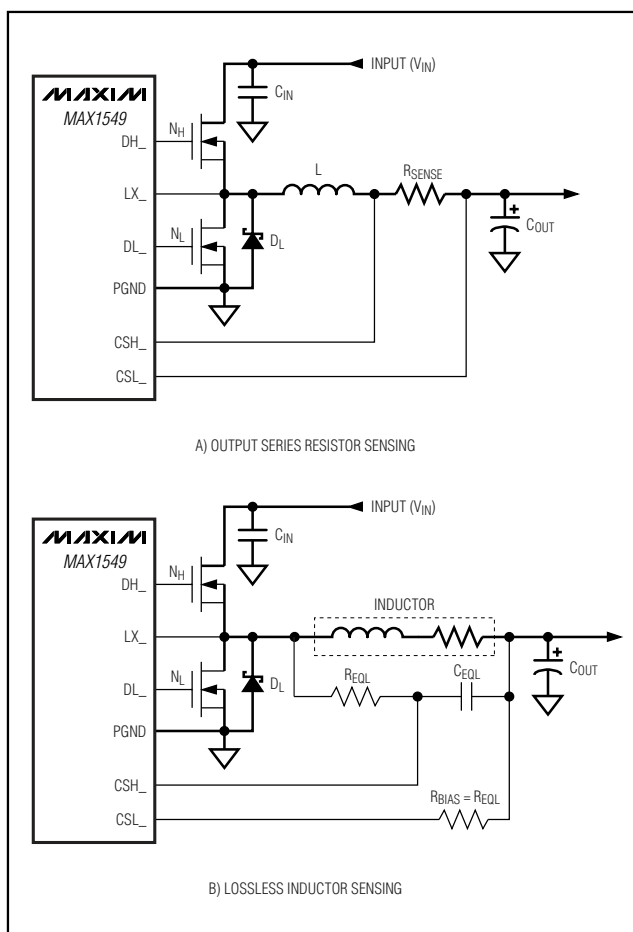 MAXIM
MAX1549
INPUT (VIN)
CIN
NH
DH_
LX_
L
RSENSE
NL
DL_
DL
COUT
+
PGND
CSH_
CSL_
A) OUTPUT SERIES RESISTOR SENSING
MAXIM
MAX1549
INPUT (VIN)
CIN
NH
DH_
INDUCTOR
LX_
NL
DL_
DL
REQL
CEQL
+
COUT
PGND
CSH_
CSL_
RBIAS = REQL
B) LOSSLESS INDUCTOR SENSING